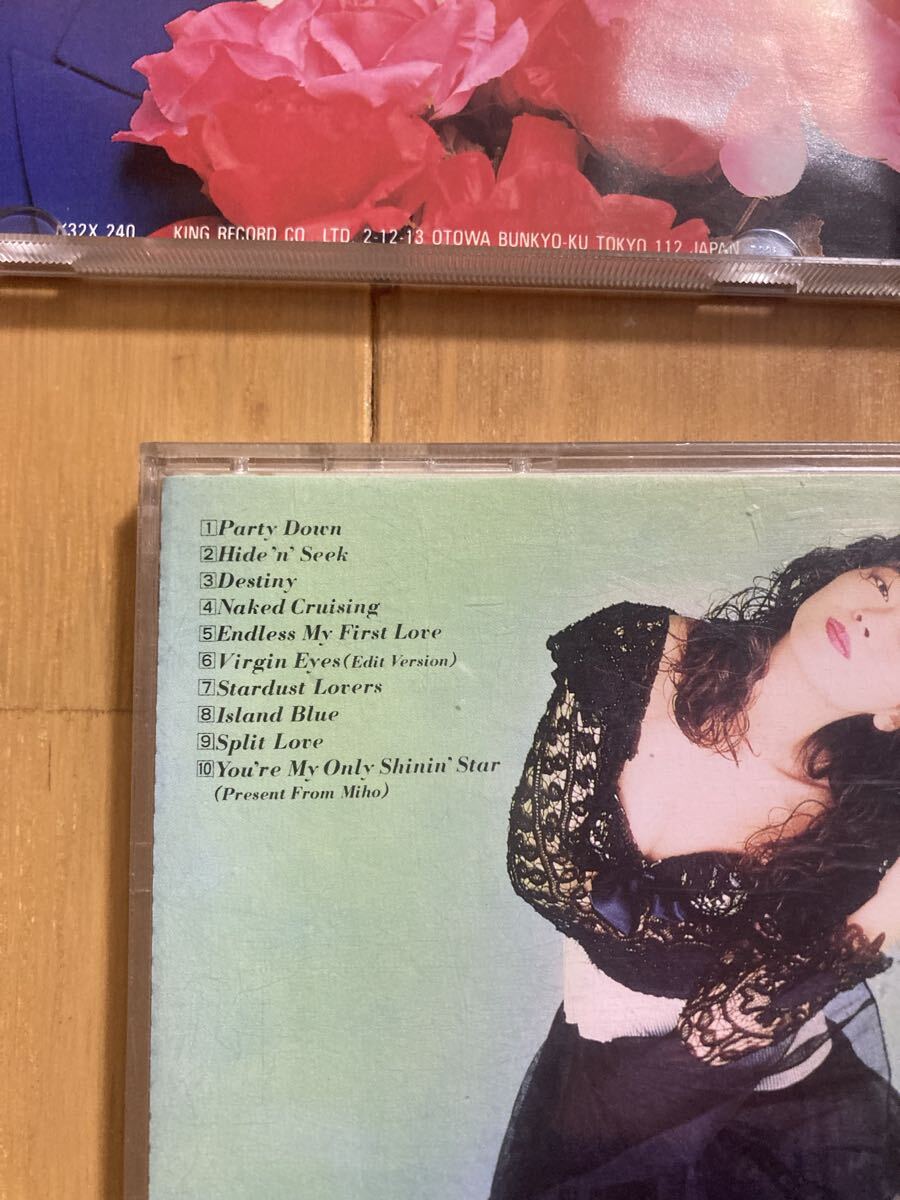 K32X 240 KING RECORD CO., LTD. 2-12-13 OTOWA BUNKYO-KU TOKYO 112 JAPAN
1 Party Down
2 Hide 'n' Seek
3 Destiny
4 Naked Cruising
5 Endless My First Love
6 Virgin Eyes (Edit Version)
7 Stardust Lovers
8 Island Blue
9 Split Love
10 You're My Only Shinin' Star
(Present From Miho)